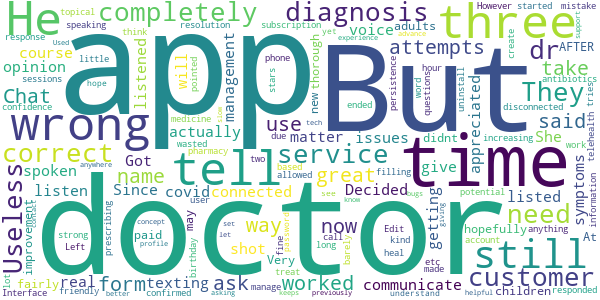 topical speaking However started mistake
He completely diagnosis three
response resolution subscription yet adults think
opinion course little
Used pointed sessions hope
listened thorough
voice
attempts dr take
phone experience
stars
management will
support
AFTER
create
antibiotics
tries
app But
wrong
Chat
confidence
actually
new hour word questions
persistence
appreciated
They said
uninstall
matter issues
disconnected
didnt
She
correct
medicine wasted
ended tech
due
use
increasing
work
telehealth
information
Useless
Got
name
pharmacy
two
tell service time
improvement
spoken
Since covid connected based allowed
great
filling
Decided
give
listed
symptoms
need
listen
hopefully
anywhere
doctor
lot
strong concept
Left
paid
birthday
prescribing
profile
real
may
user
way shot
password
see
set
let
call
long
fine
now
know
bugs
giving
barely
getting
Edit
kind
heal
potential
account
anything
At
still
Interface
fairly
friendly
form texting
confirmed
better
asking
ask
manage
keeps
worked
treat
previously
Very
communicate
etc
made
understand
customer
children
helpful responded